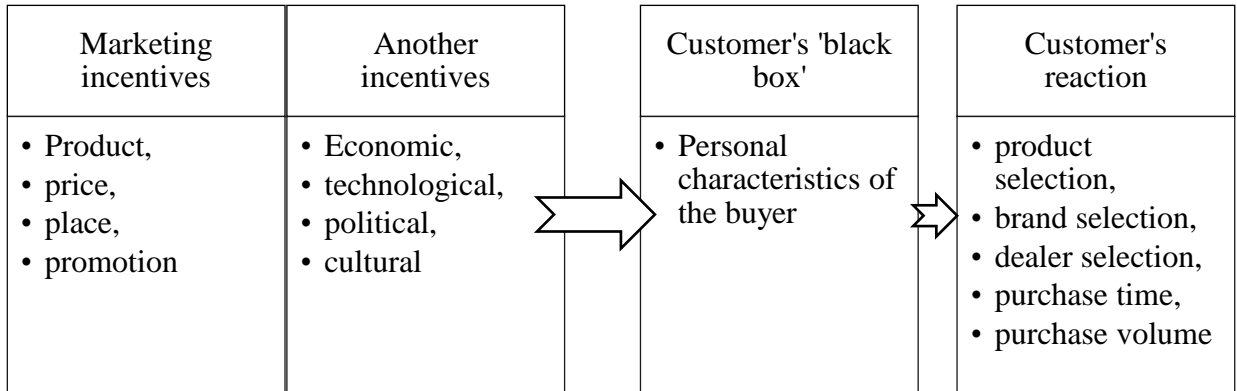 Marketing
incentives
• Product,
• price,
• place,
• promotion
Another
incentives
• Economic,
• technological,
• political,
• cultural
Customer's 'black
box'
• Personal
characteristics of
the buyer
Customer's
reaction
• product
selection,
• brand selection,
• dealer selection,
• purchase time,
• purchase volume